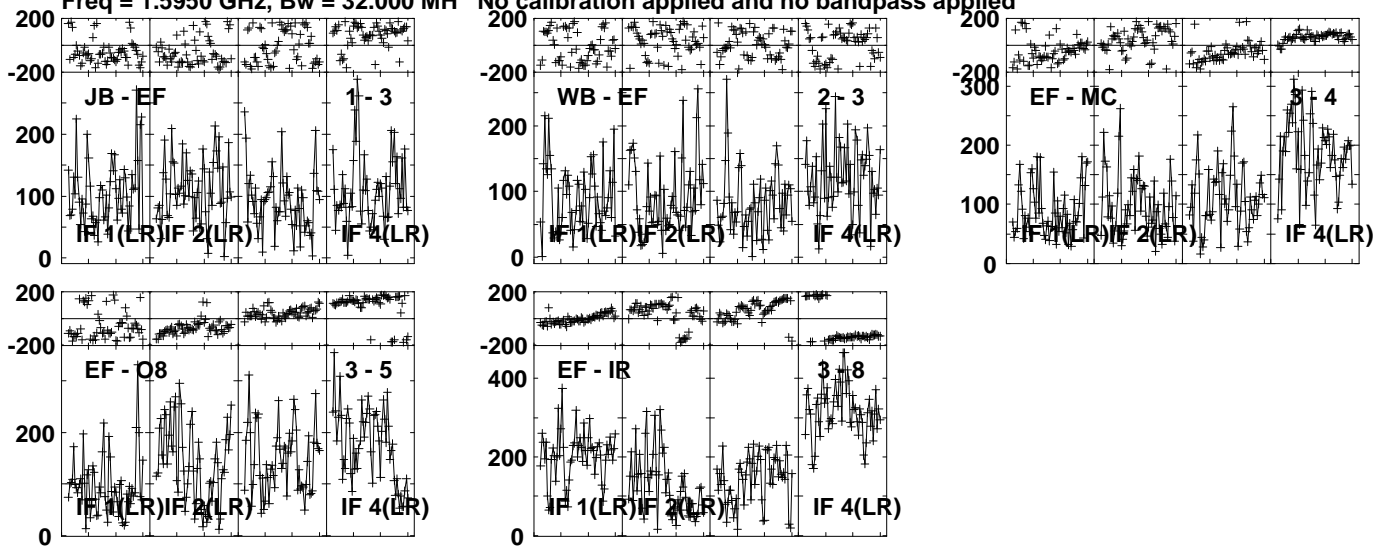 Freq = 1.5950 GHz, Bw = 32.000 MH No calibration applied and no bandpass applied
200
-200
JB - EF 1 - 3
200
100
0
IF 1(LR) IF 2(LR) IF 4(LR)
200
-200
WB - EF 2 - 3
200
100
0
IF 1(LR) IF 2(LR) IF 4(LR)
200
-200
300
EF - MC 3 - 4
200
100
0
IF 1(LR) IF 2(LR) IF 4(LR)
200
-200
EF - O8 3 - 5
200
0
IF 1(LR) IF 2(LR) IF 4(LR)
200
-200
EF - IR 3 - 8
400
200
0
IF 1(LR) IF 2(LR) IF 4(LR)